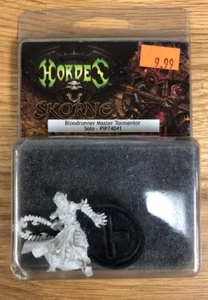 HORDES
9.99
SKORNE
Bloodrunner Master Tormentor
Solo - PIP74041